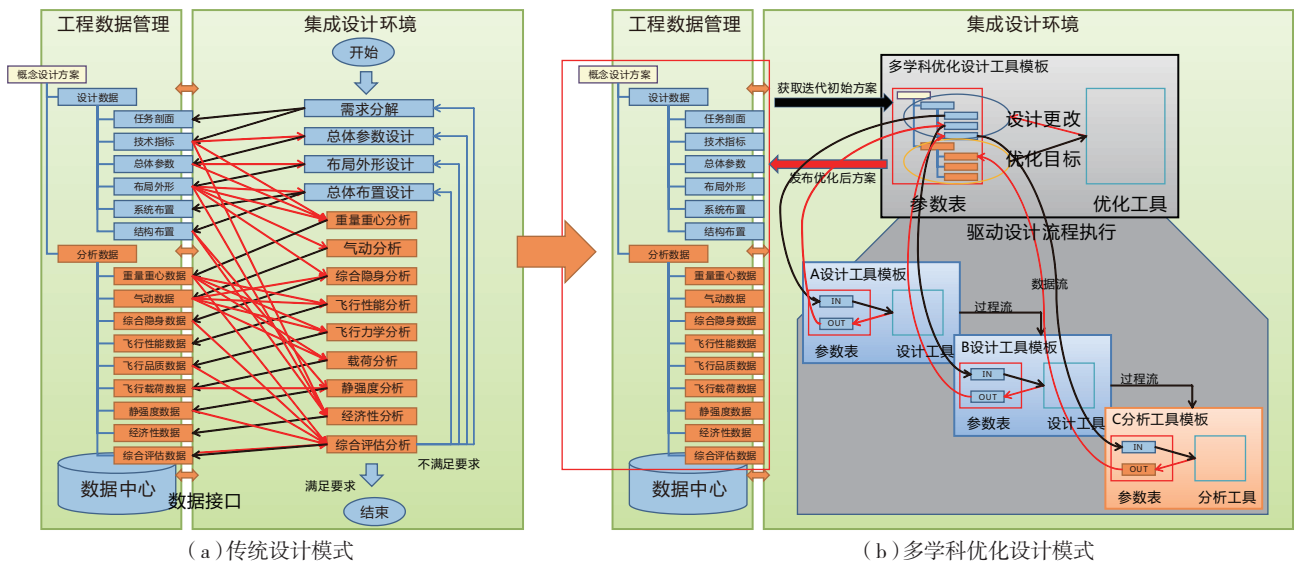 工程数据管理
集成设计环境
开始
概念设计方案
设计数据
任务剖面
技术指标
总体参数
布局外形
系统布置
结构布置
分析数据
重量重心数据
气动数据
综合隐身数据
飞行性能数据
飞行品质数据
飞行载荷数据
静强度数据
经济性数据
综合评估数据
数据中心
数据接口
需求分解
总体参数设计
布局外形设计
总体布置设计
重量重心分析
气动分析
综合隐身分析
飞行性能分析
飞行力学分析
载荷分析
静强度分析
经济性分析
综合评估分析
不满足要求
满足要求
结束
(a)传统设计模式
工程数据管理
集成设计环境
概念设计方案
设计数据
任务剖面
技术指标
总体参数
布局外形
系统布置
结构布置
分析数据
重量重心数据
气动数据
综合隐身数据
飞行性能数据
飞行品质数据
飞行载荷数据
静强度数据
经济性数据
综合评估数据
数据中心
获取迭代初始方案
发布优化后方案
多学科优化设计工具模板
设计更改
优化目标
参数表
优化工具
驱动设计流程执行
A设计工具模板
IN
OUT
参数表
设计工具
数据流
过程流
B设计工具模板
IN
OUT
参数表
设计工具
过程流
C分析工具模板
IN
OUT
参数表
分析工具
(b)多学科优化设计模式